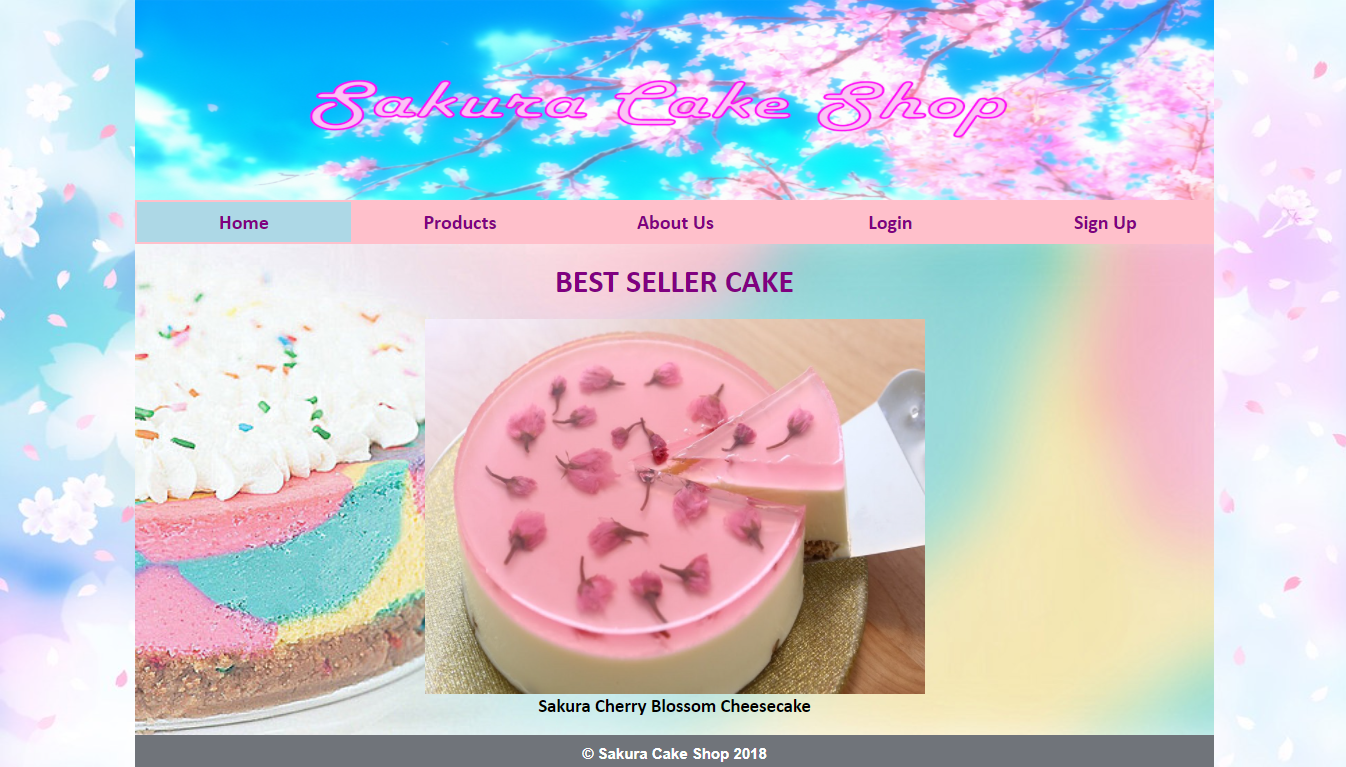 Sakura Cake Shop
Home Products About Us Login Sign Up
BEST SELLER CAKE
Sakura Cherry Blossom Cheesecake
© Sakura Cake Shop 2018